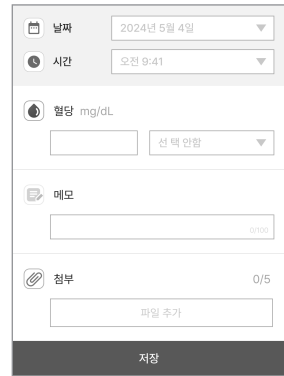 날짜 2024년 5월 4일
시간 오전 9:41
혈당 mg/dL
선 택 안함
메모
0/100
첨부 0/5
파일 추가
저장